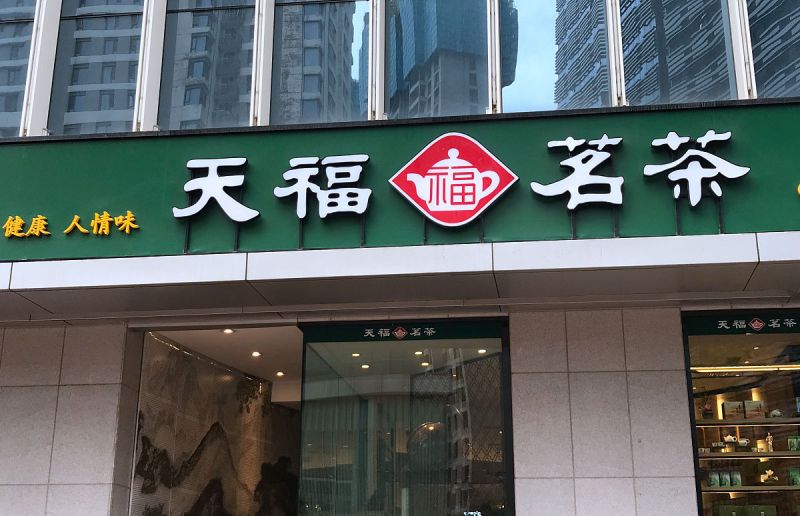 健康 人情味
天福 福 茗茶
天福 茗茶
天福 茗茶